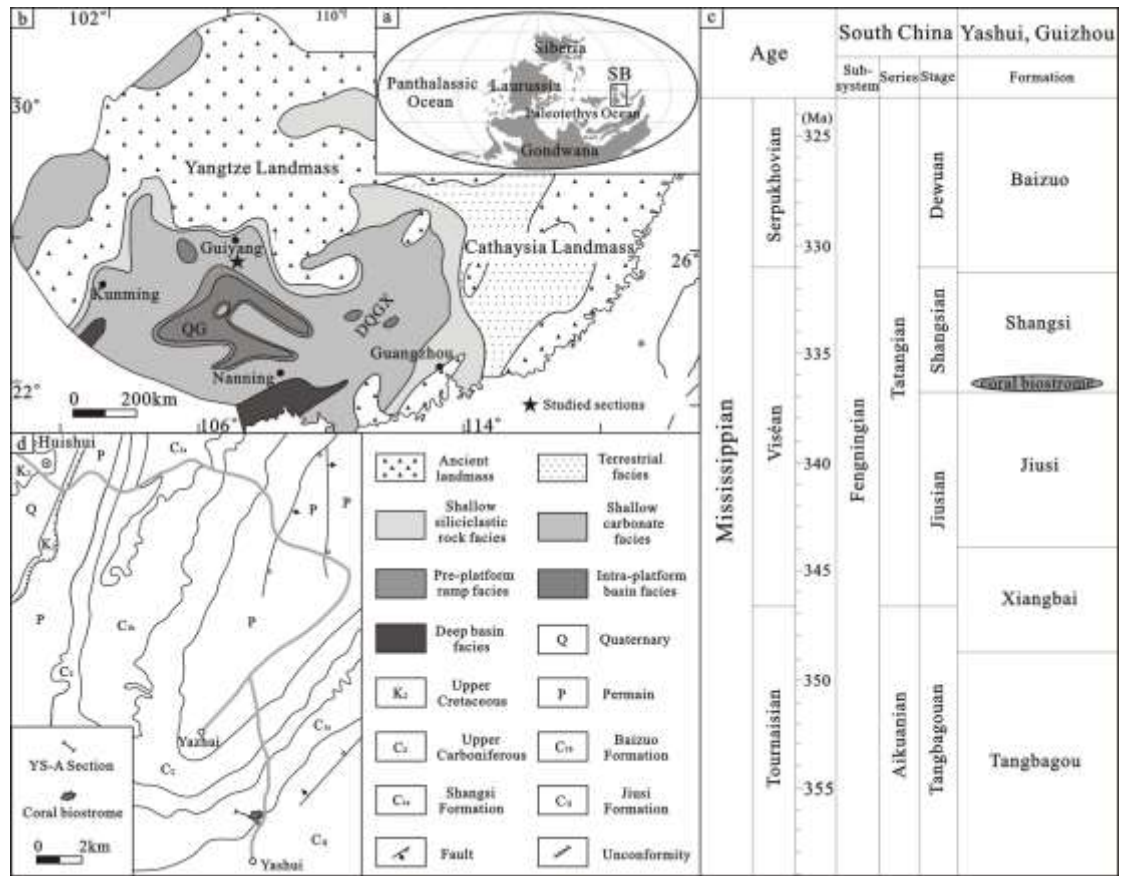 b
102°
110°
30°
22°
26°
106°
114°
Yangtze Landmass
Cathaysia Landmass
Guiyang
Kunming
QG
DQGX
Guangzhou
Nanning
0 200km
Studied sections
a
Siberia
SB
Panthalassic
Ocean
Laurussia
Paleotethys Ocean
Gondwana
c
Age
South China
Yashui, Guizhou
Sub-
system
Series
Stage
Formation
(Ma)
325
330
335
340
345
350
355
Mississippian
Serpukhovian
Viséan
Tournaisian
Fengningian
Tatangian
Aikuanian
Dewuan
Shangsian
Jiusian
Tangbagouan
Baizuo
Shangsi
coral biostrome
Jiusi
Xiangbai
Tangbagou
d
Huishui
P
K₂
Q
P
P
P
P
C₂
Yazhai
C₂
Yashui
YS-A Section
Coral biostrome
0 2km
Ancient
landmass
Terrestrial
facies
Shallow
siliciclastic
rock facies
Shallow
carbonate
facies
Pre-platform
ramp facies
Intra-platform
basin facies
Deep basin
facies
Q Quaternary
K₂ Upper
Cretaceous
P Permain
C₂ Upper
Carboniferous
C₁b Baizuo
Formation
C₁s Shangsi
Formation
C₁j Jiusi
Formation
Fault
Unconformity